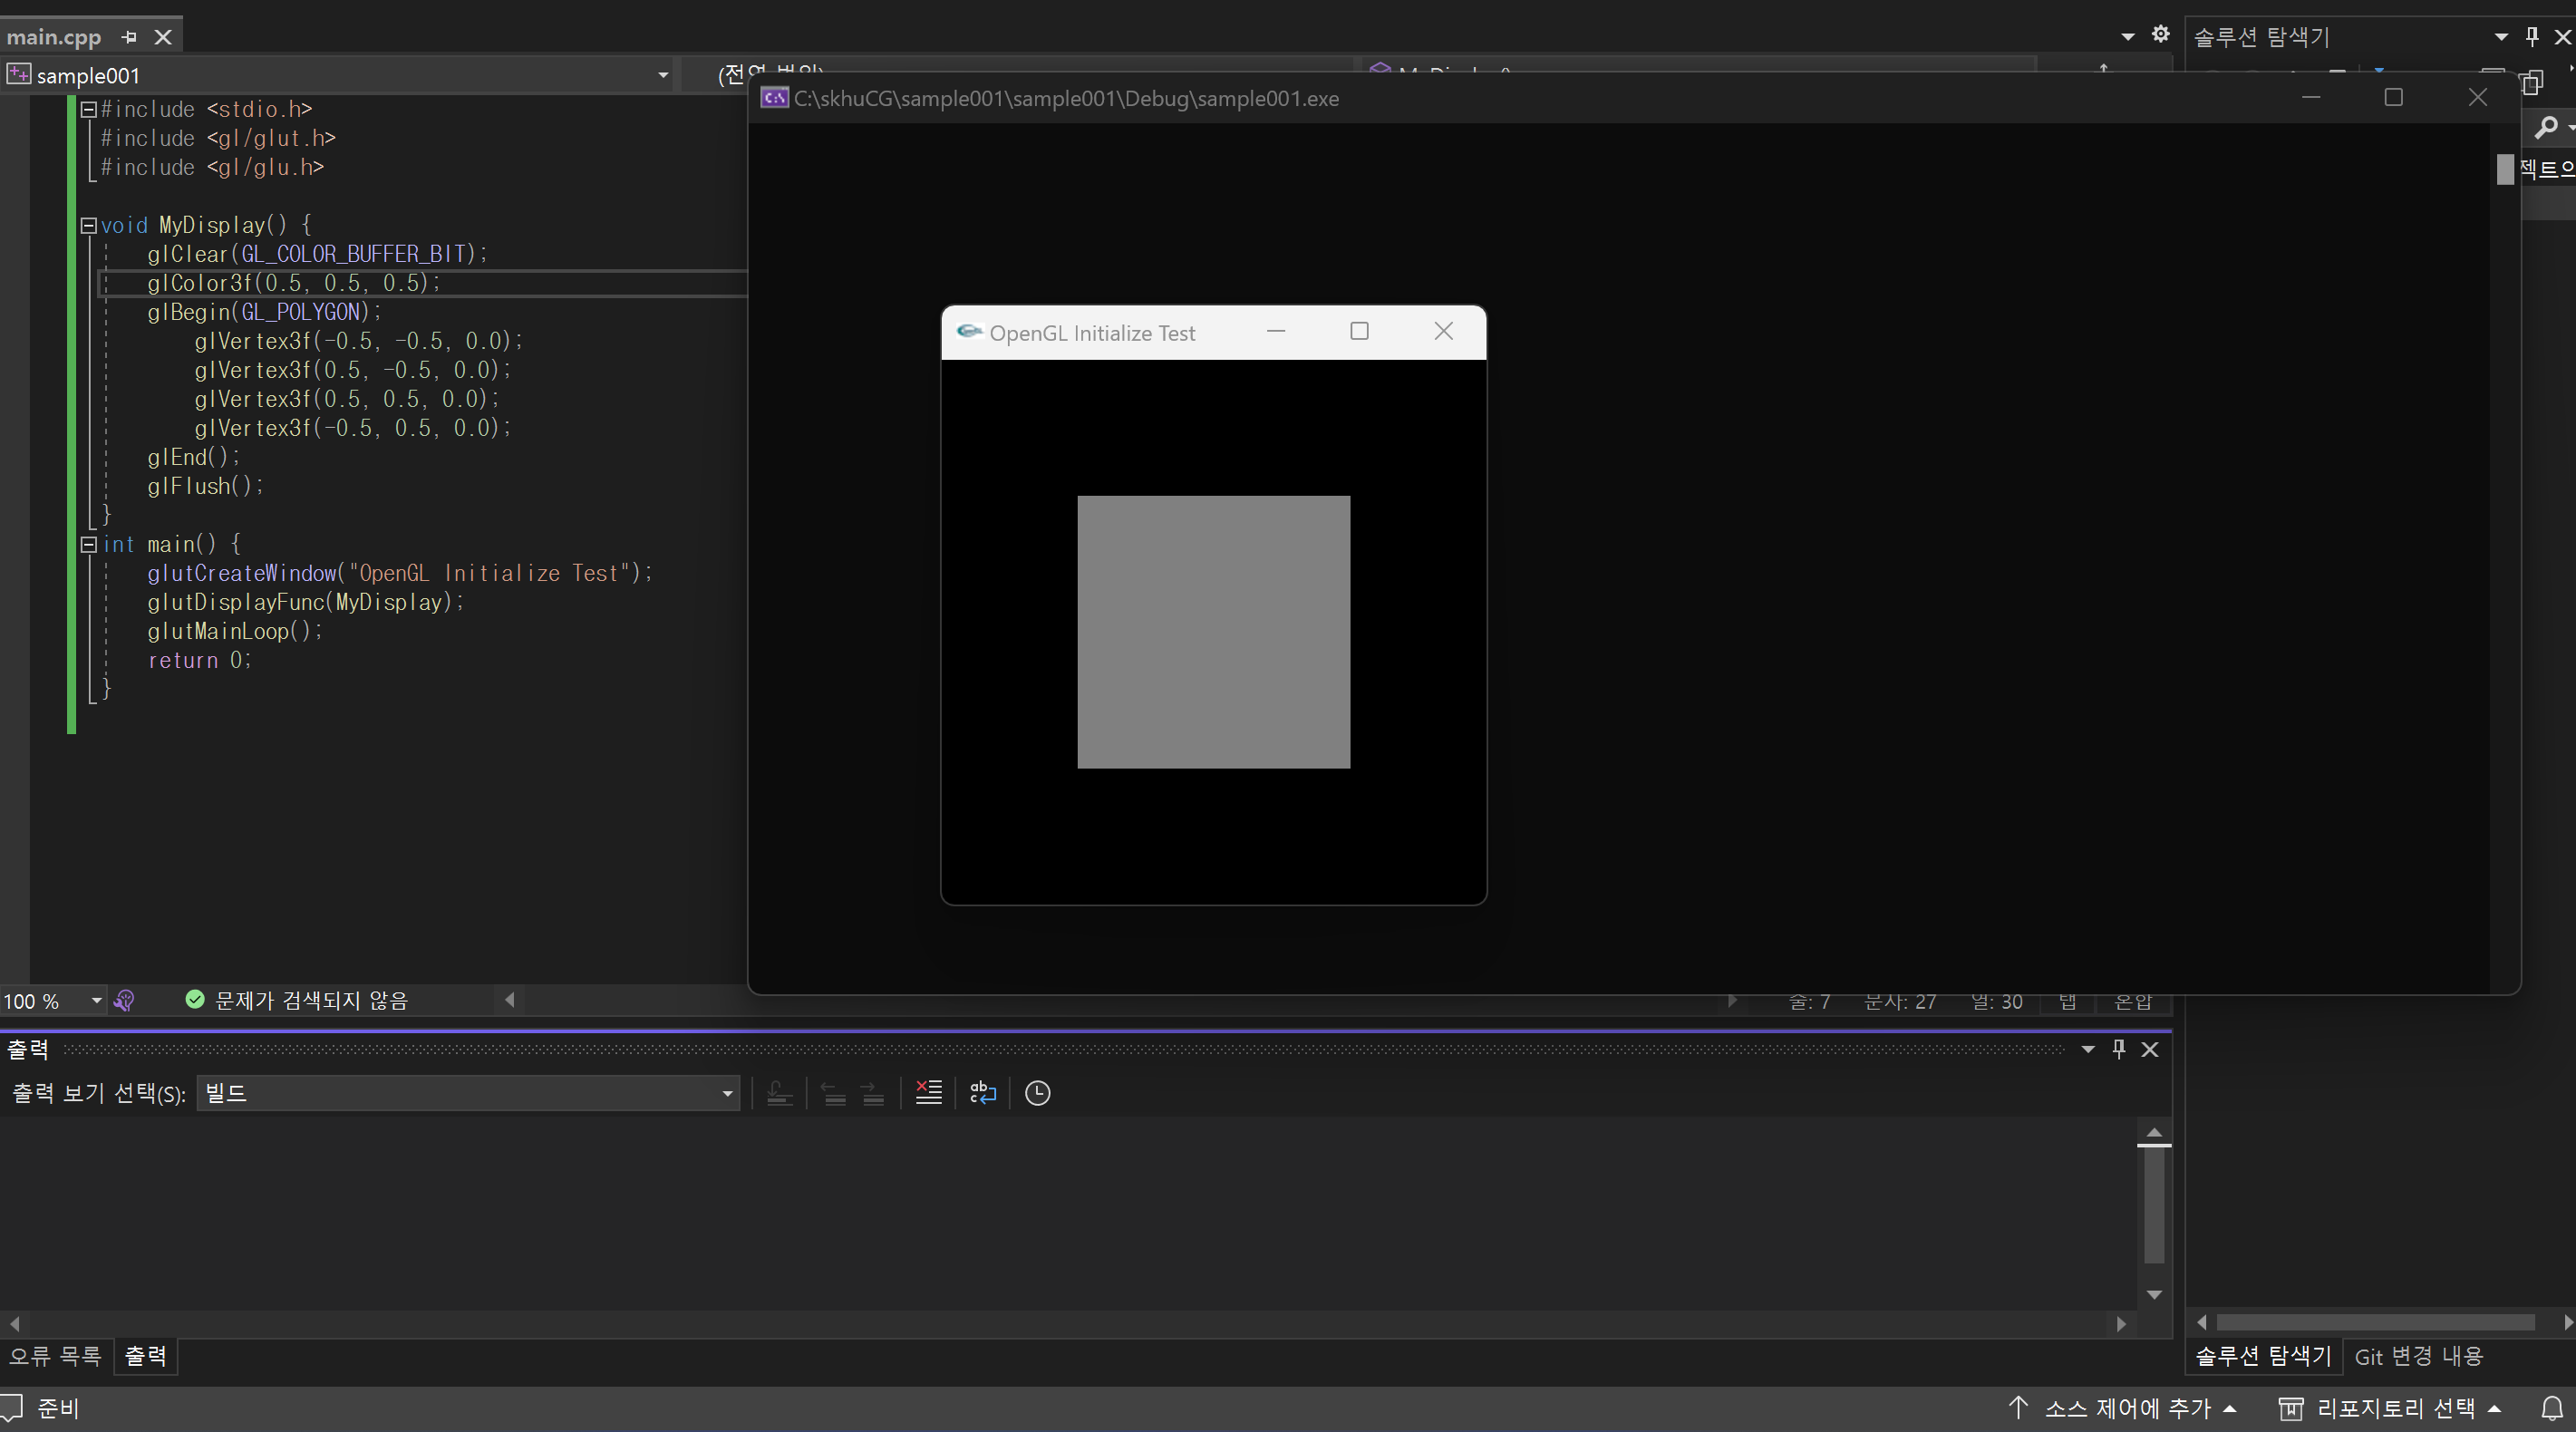 main.cpp
솔루션 탐색기
sample001
C:\skhuCG\sample001\sample001\Debug\sample001.exe
#include <stdio.h>
#include <gl/glut.h>
#include <gl/glu.h>
젝트으
void MyDisplay() {
glClear(GL_COLOR_BUFFER_BIT);
glColor3f(0.5, 0.5, 0.5);
glBegin(GL_POLYGON);
glVertex3f(-0.5, -0.5, 0.0);
glVertex3f(0.5, -0.5, 0.0);
glVertex3f(0.5, 0.5, 0.0);
glVertex3f(-0.5, 0.5, 0.0);
glEnd();
glFlush();
}
int main() {
glutCreateWindow("OpenGL Initialize Test");
glutDisplayFunc(MyDisplay);
glutMainLoop();
return 0;
}
OpenGL Initialize Test
100 %
문제가 검색되지 않음
줄: 7 문자: 27 열: 30 탭 혼합
출력
출력 보기 선택(S): 빌드
오류 목록 출력
솔루션 탐색기 Git 변경 내용
준비
소스 제어에 추가 리포지토리 선택